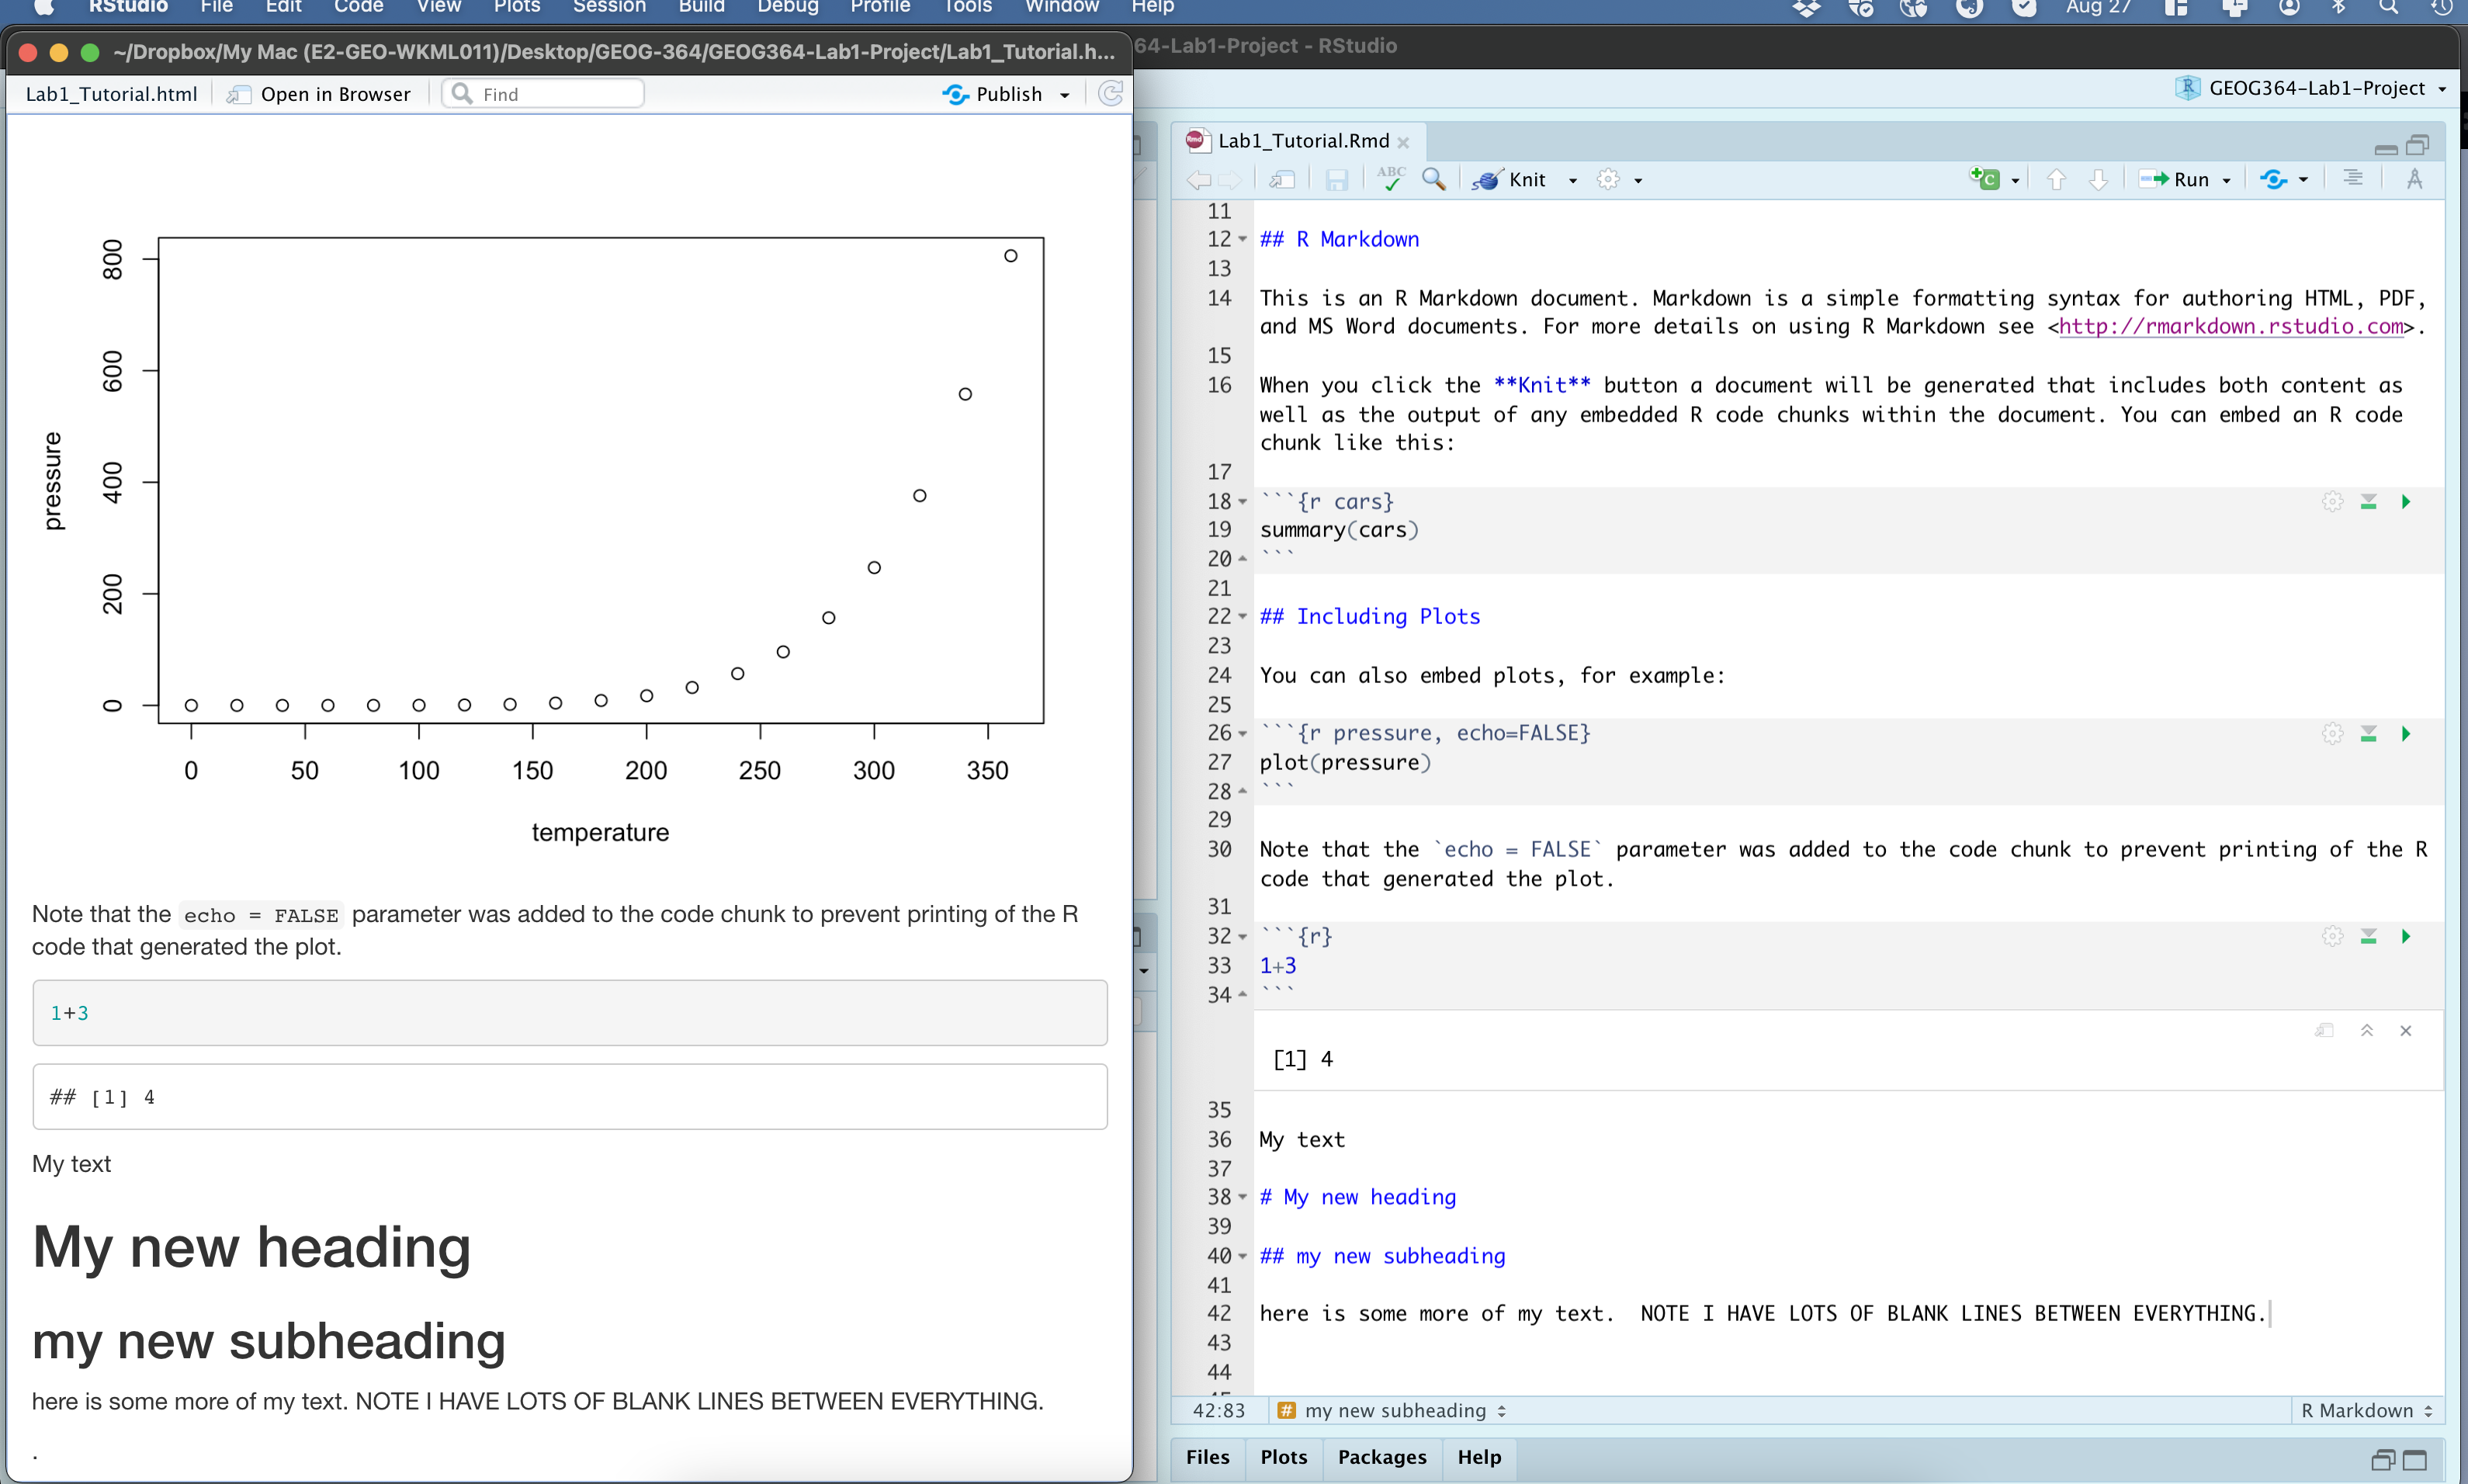 RStudio File Edit Code View Plots Session Build Debug Profile Tools Window Help Aug 27
~/Dropbox/My Mac (E2-GEO-WKML011)/Desktop/GEOG-364/GEOG364-Lab1-Project/Lab1_Tutorial.h...
64-Lab1-Project - RStudio
Lab1_Tutorial.html Open in Browser Find Publish
800
600
400
200
0
pressure
0 50 100 150 200 250 300 350
temperature
Note that the echo = FALSE parameter was added to the code chunk to prevent printing of the R
code that generated the plot.
1+3
## [1] 4
My text
My new heading
my new subheading
here is some more of my text. NOTE I HAVE LOTS OF BLANK LINES BETWEEN EVERYTHING.
.
GEOG364-Lab1-Project
Lab1_Tutorial.Rmd
ABC Knit Run
11
12 ## R Markdown
13
14 This is an R Markdown document. Markdown is a simple formatting syntax for authoring HTML, PDF,
and MS Word documents. For more details on using R Markdown see <http://rmarkdown.rstudio.com>.
15
16 When you click the **Knit** button a document will be generated that includes both content as
well as the output of any embedded R code chunks within the document. You can embed an R code
chunk like this:
17
18 ```{r cars}
19 summary(cars)
20 ```
21
22 ## Including Plots
23
24 You can also embed plots, for example:
25
26 ```{r pressure, echo=FALSE}
27 plot(pressure)
28 ```
29
30 Note that the `echo = FALSE` parameter was added to the code chunk to prevent printing of the R
code that generated the plot.
31
32 ```{r}
33 1+3
34 ```
[1] 4
35
36 My text
37
38 # My new heading
39
40 ## my new subheading
41
42 here is some more of my text.  NOTE I HAVE LOTS OF BLANK LINES BETWEEN EVERYTHING.
43
44
42:83 # my new subheading R Markdown
Files Plots Packages Help